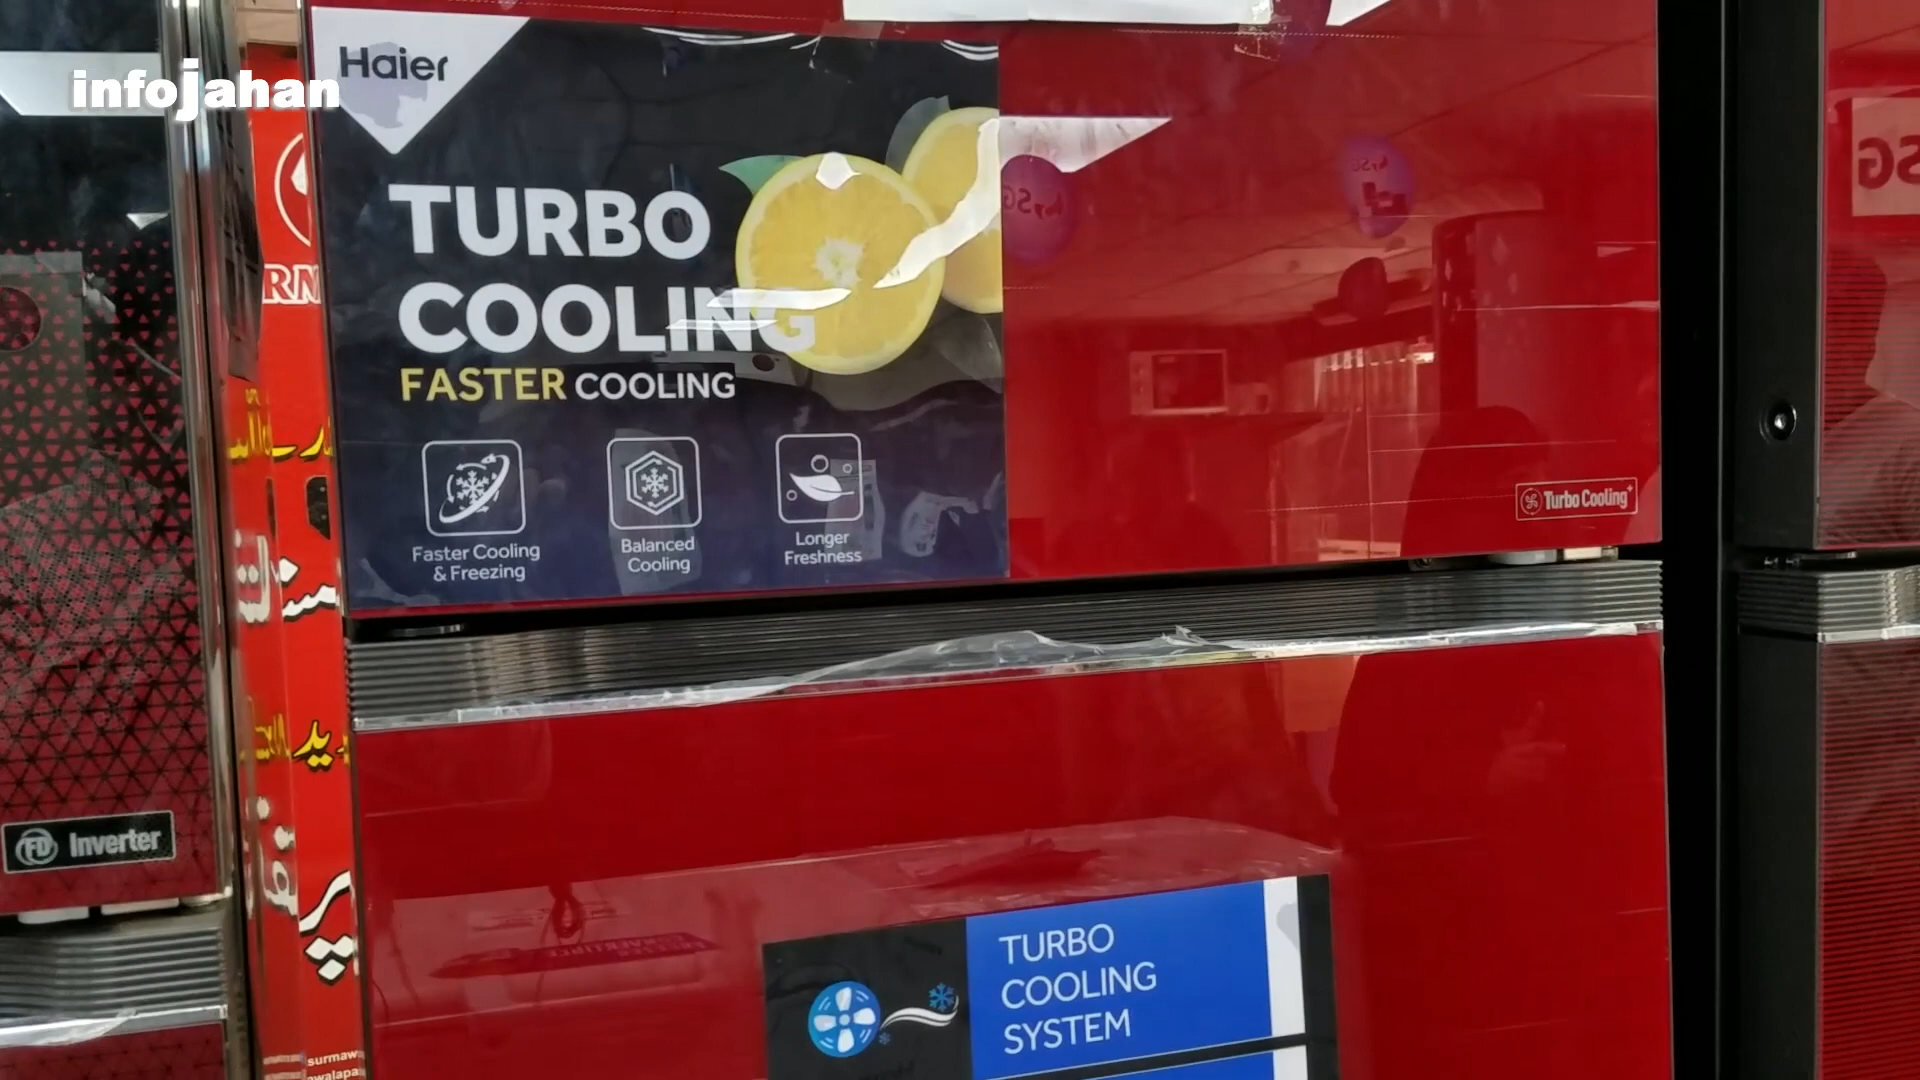 infojahan
Haier
TURBO
COOLING
FASTER COOLING
Faster Cooling
& Freezing
Balanced
Cooling
Longer
Freshness
Turbo Cooling+
FD Inverter
TURBO
COOLING
SYSTEM